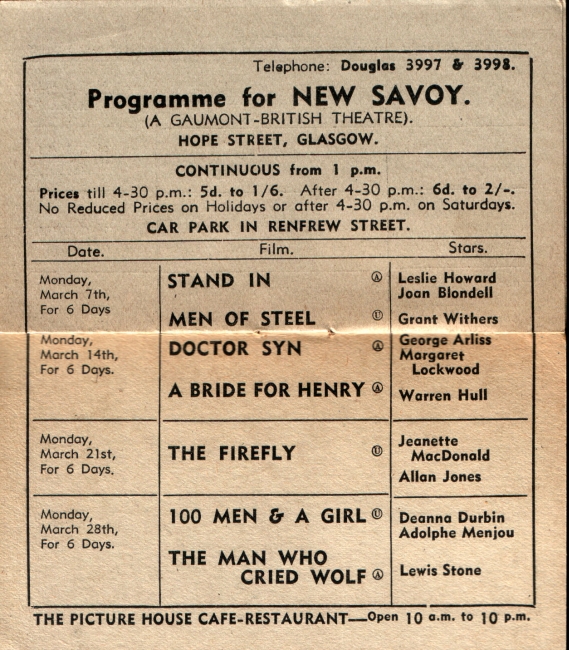 Telephone: Douglas 3997 & 3998.
Programme for NEW SAVOY.
(A GAUMONT-BRITISH THEATRE).
HOPE STREET, GLASGOW.
CONTINUOUS from 1 p.m.
Prices till 4-30 p.m.: 5d. to 1/6. After 4-30 p.m.: 6d. to 2/-.
No Reduced Prices on Holidays or after 4-30 p.m. on Saturdays.
CAR PARK IN RENFREW STREET.
Date. Film. Stars.
Monday,
March 7th,
For 6 Days
STAND IN Ⓐ
MEN OF STEEL Ⓤ
Leslie Howard
Joan Blondell
Grant Withers
Monday,
March 14th,
For 6 Days.
DOCTOR SYN Ⓐ
A BRIDE FOR HENRY Ⓐ
George Arliss
Margaret
Lockwood
Warren Hull
Monday,
March 21st,
For 6 Days.
THE FIREFLY Ⓤ
Jeanette
MacDonald
Allan Jones
Monday,
March 28th,
For 6 Days.
100 MEN & A GIRL Ⓤ
THE MAN WHO
CRIED WOLF Ⓐ
Deanna Durbin
Adolphe Menjou
Lewis Stone
THE PICTURE HOUSE CAFE-RESTAURANT—Open 10 a.m. to 10 p.m.